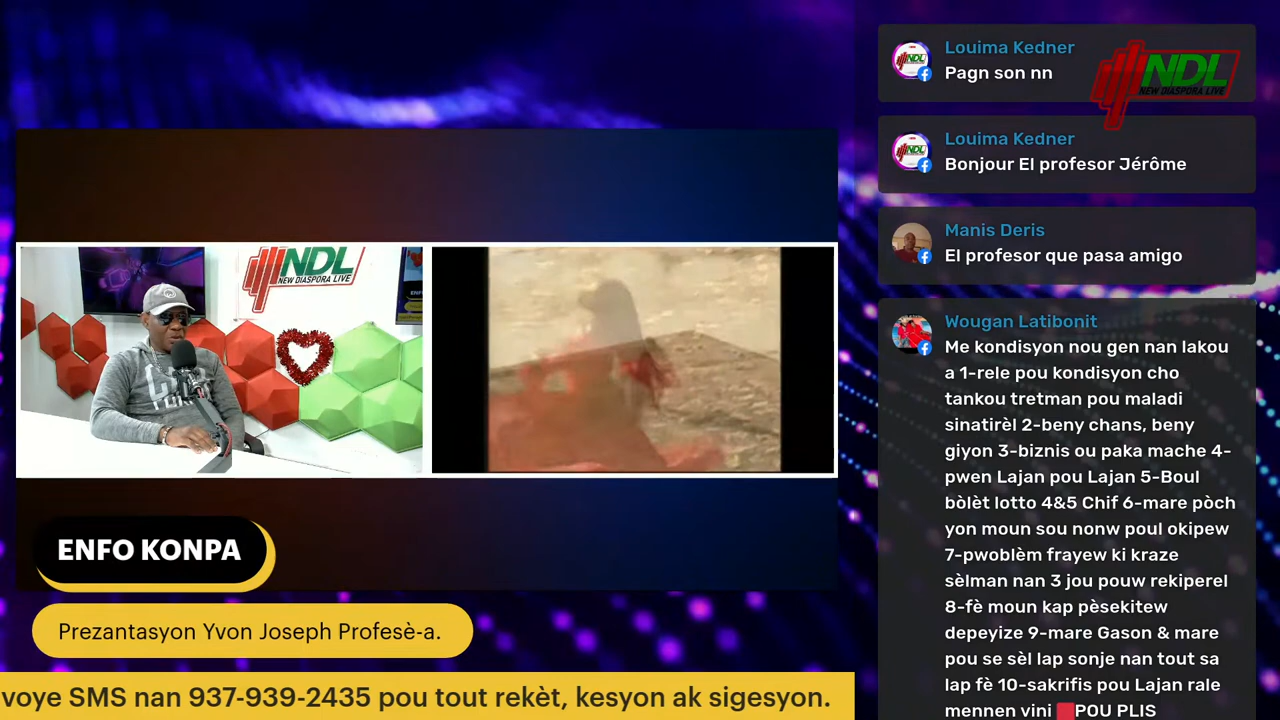 Louima Kedner
Pagn son nn
NDL
NEW DIASPORA LIVE
Louima Kedner
Bonjour El profesor Jérôme
Manis Deris
El profesor que pasa amigo
Wougan Latibonit
Me kondisyon nou gen nan lakou
a 1-rele pou kondisyon cho
tankou tretman pou maladi
sinatirèl 2-beny chans, beny
giyon 3-biznis ou paka mache 4-
pwen Lajan pou Lajan 5-Boul
bòlèt lotto 4&5 Chif 6-mare pòch
yon moun sou nonw poul okipew
7-pwoblèm frayew ki kraze
sèlman nan 3 jou pouw rekiperel
8-fè moun kap pèsekitew
depeyize 9-mare Gason & mare
pou se sèl lap sonje nan tout sa
lap fè 10-sakrifis pou Lajan rale
mennen vini 🟥POU PLIS
NDL
NEW DIASPORA LIVE
ENFO KONPA
Prezantasyon Yvon Joseph Profesè-a.
voye SMS nan 937-939-2435 pou tout rekèt, kesyon ak sigesyon.